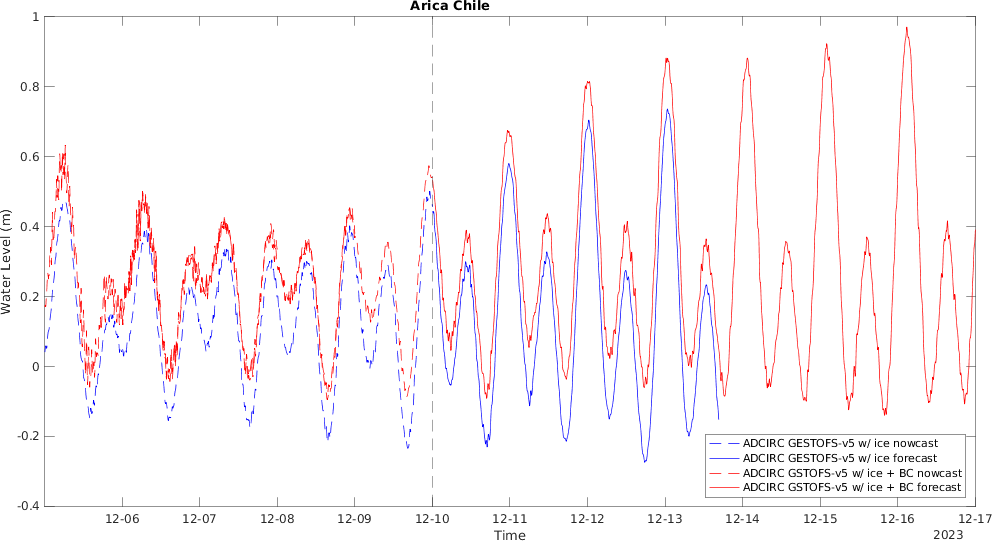 Arica Chile
1
0.8
0.6
0.4
0.2
0
-0.2
-0.4
Water Level (m)
ADCIRC GESTOFS-v5 w/ ice nowcast
ADCIRC GESTOFS-v5 w/ ice forecast
ADCIRC GSTOFS-v5 w/ ice + BC nowcast
ADCIRC GSTOFS-v5 w/ ice + BC forecast
12-06 12-07 12-08 12-09 12-10 12-11 12-12 12-13 12-14 12-15 12-16 12-17
Time
2023